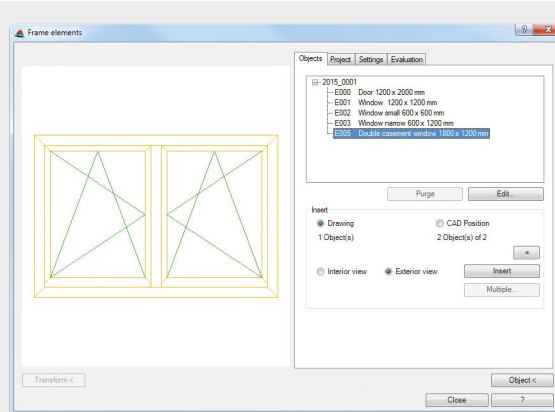 Frame elements
?
Objects Project Settings Evaluation
2015_0001
E000 Door 1200 x 2000 mm
E001 Window 1200 x 1200 mm
E002 Window small 600 x 600 mm
E003 Window narrow 600 x 1200 mm
E005 Double casement window 1800 x 1200 mm
Purge Edit...
Insert
Drawing CAD Position
1 Object(s) 2 Object(s) of 2
=
Interior view Exterior view Insert
Multiple...
Transform < Object <
Close ?